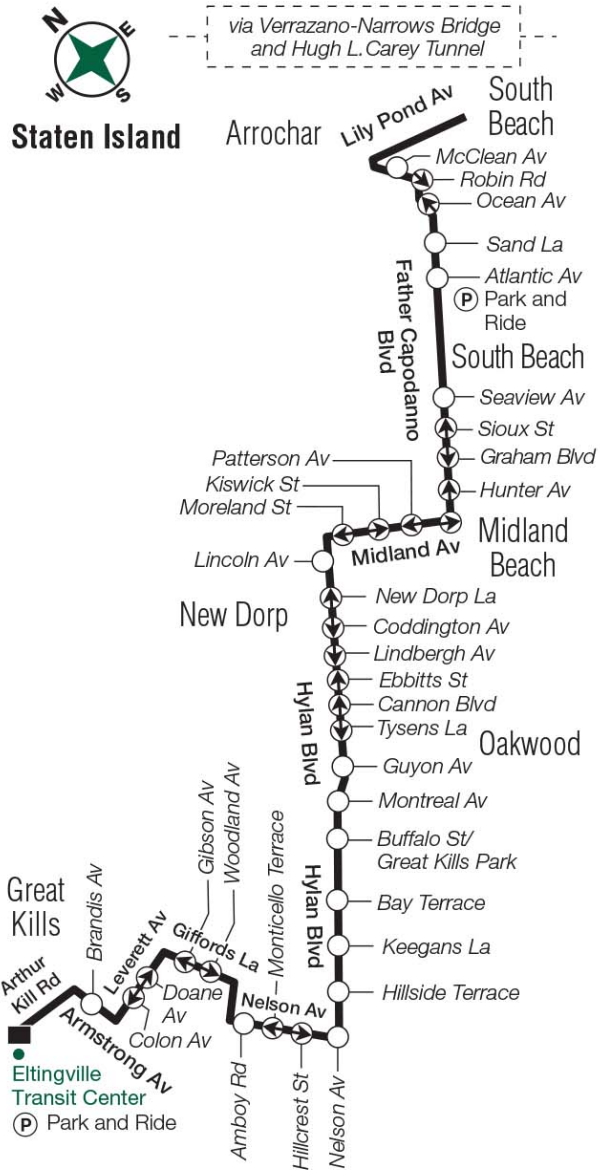 N
E
W
S
via Verrazano-Narrows Bridge
and Hugh L.Carey Tunnel
Staten Island
Arrochar
Lily Pond Av
South
Beach
McClean Av
Robin Rd
Ocean Av
Sand La
Atlantic Av
P Park and
Ride
Father Capodanno
Blvd
South Beach
Seaview Av
Sioux St
Graham Blvd
Hunter Av
Patterson Av
Kiswick St
Moreland St
Midland Av
Midland
Beach
Lincoln Av
New Dorp
New Dorp La
Coddington Av
Lindbergh Av
Ebbitts St
Cannon Blvd
Tysens La
Hylan Blvd
Oakwood
Guyon Av
Montreal Av
Buffalo St/
Great Kills Park
Hylan Blvd
Bay Terrace
Keegans La
Hillside Terrace
Great
Kills
Brandis Av
Leverett Av
Gibson Av
Woodland Av
Giffords La
Monticello Terrace
Nelson Av
Arthur
Kill Rd
Armstrong Av
Doane
Av
Colon Av
Amboy Rd
Hillcrest St
Nelson Av
Eltingville
Transit Center
P Park and Ride